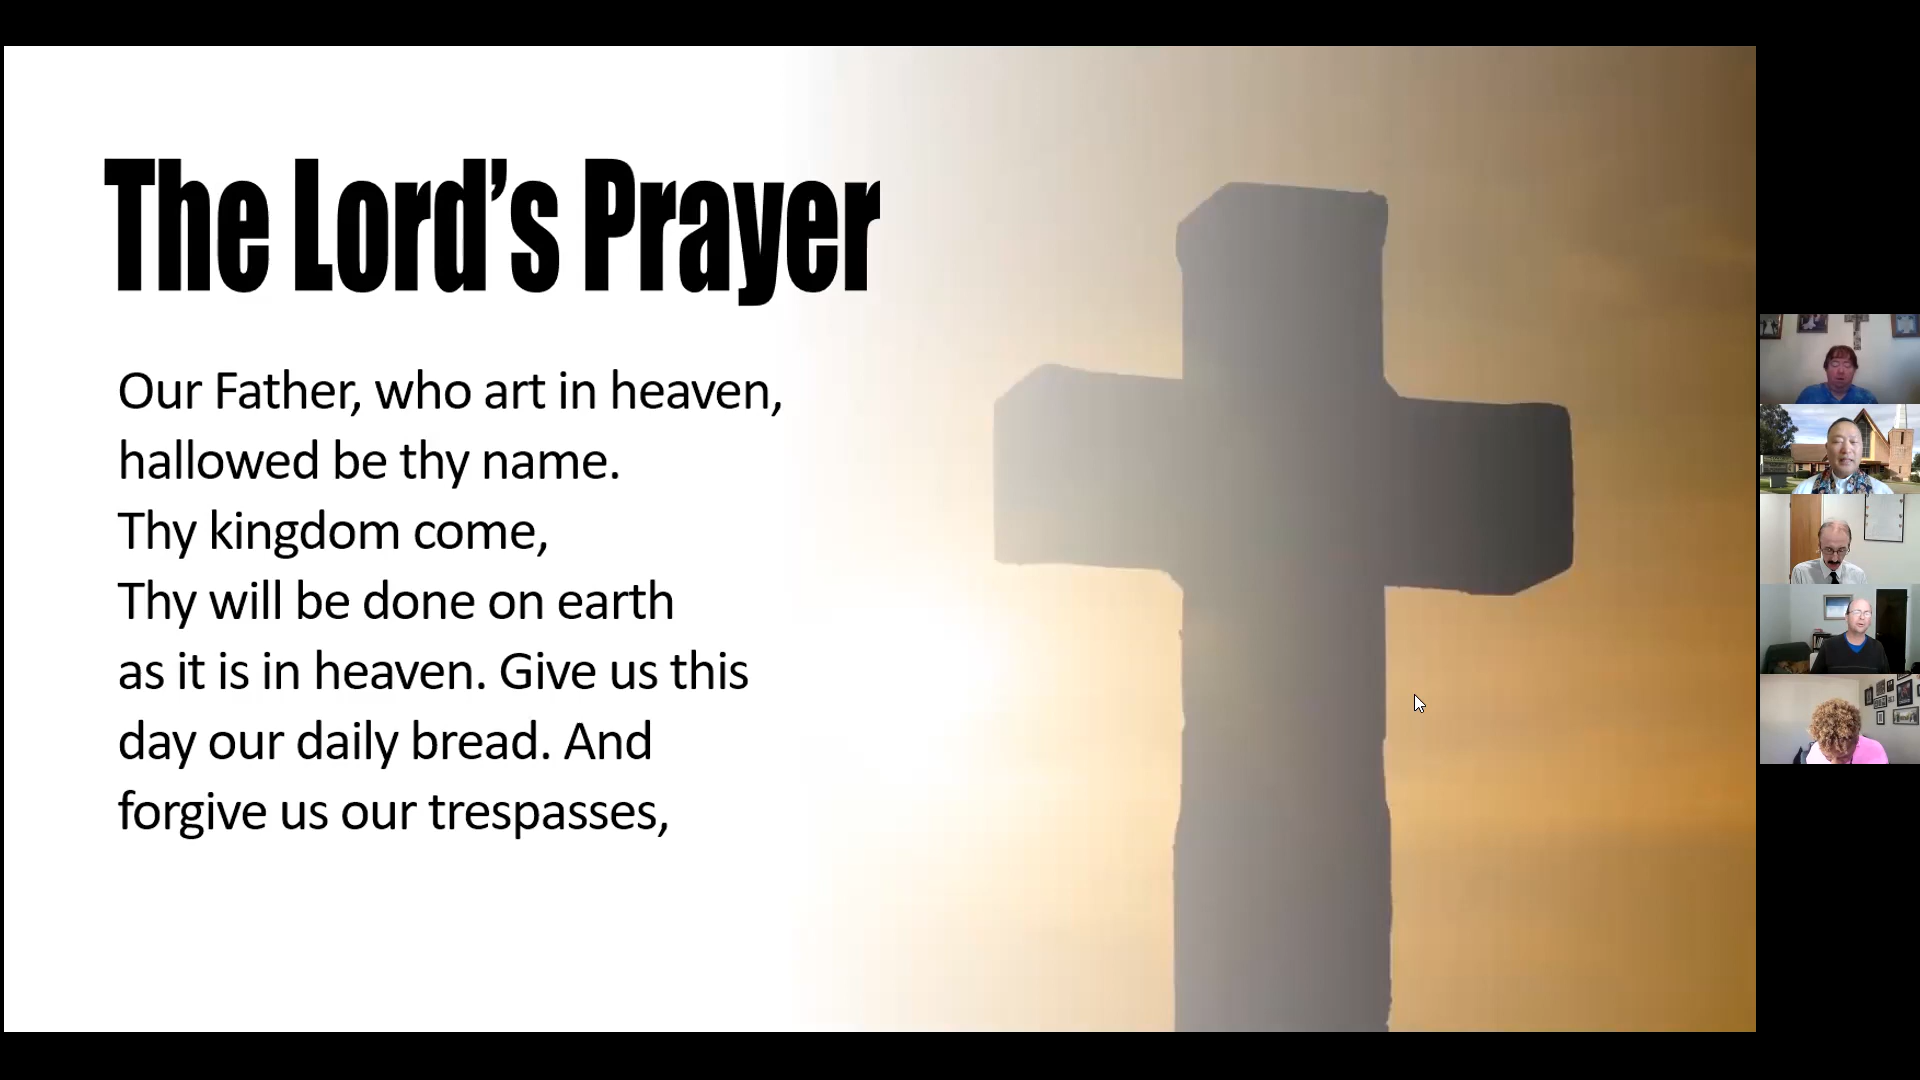 The Lord’s Prayer
Our Father, who art in heaven,
hallowed be thy name.
Thy kingdom come,
Thy will be done on earth
as it is in heaven. Give us this
day our daily bread. And
forgive us our trespasses,